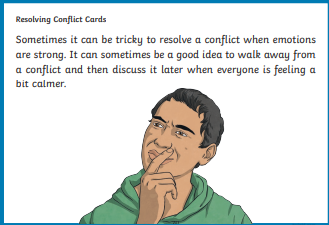 Resolving Conflict Cards
Sometimes it can be tricky to resolve a conflict when emotions
are strong. It can sometimes be a good idea to walk away from
a conflict and then discuss it later when everyone is feeling a
bit calmer.